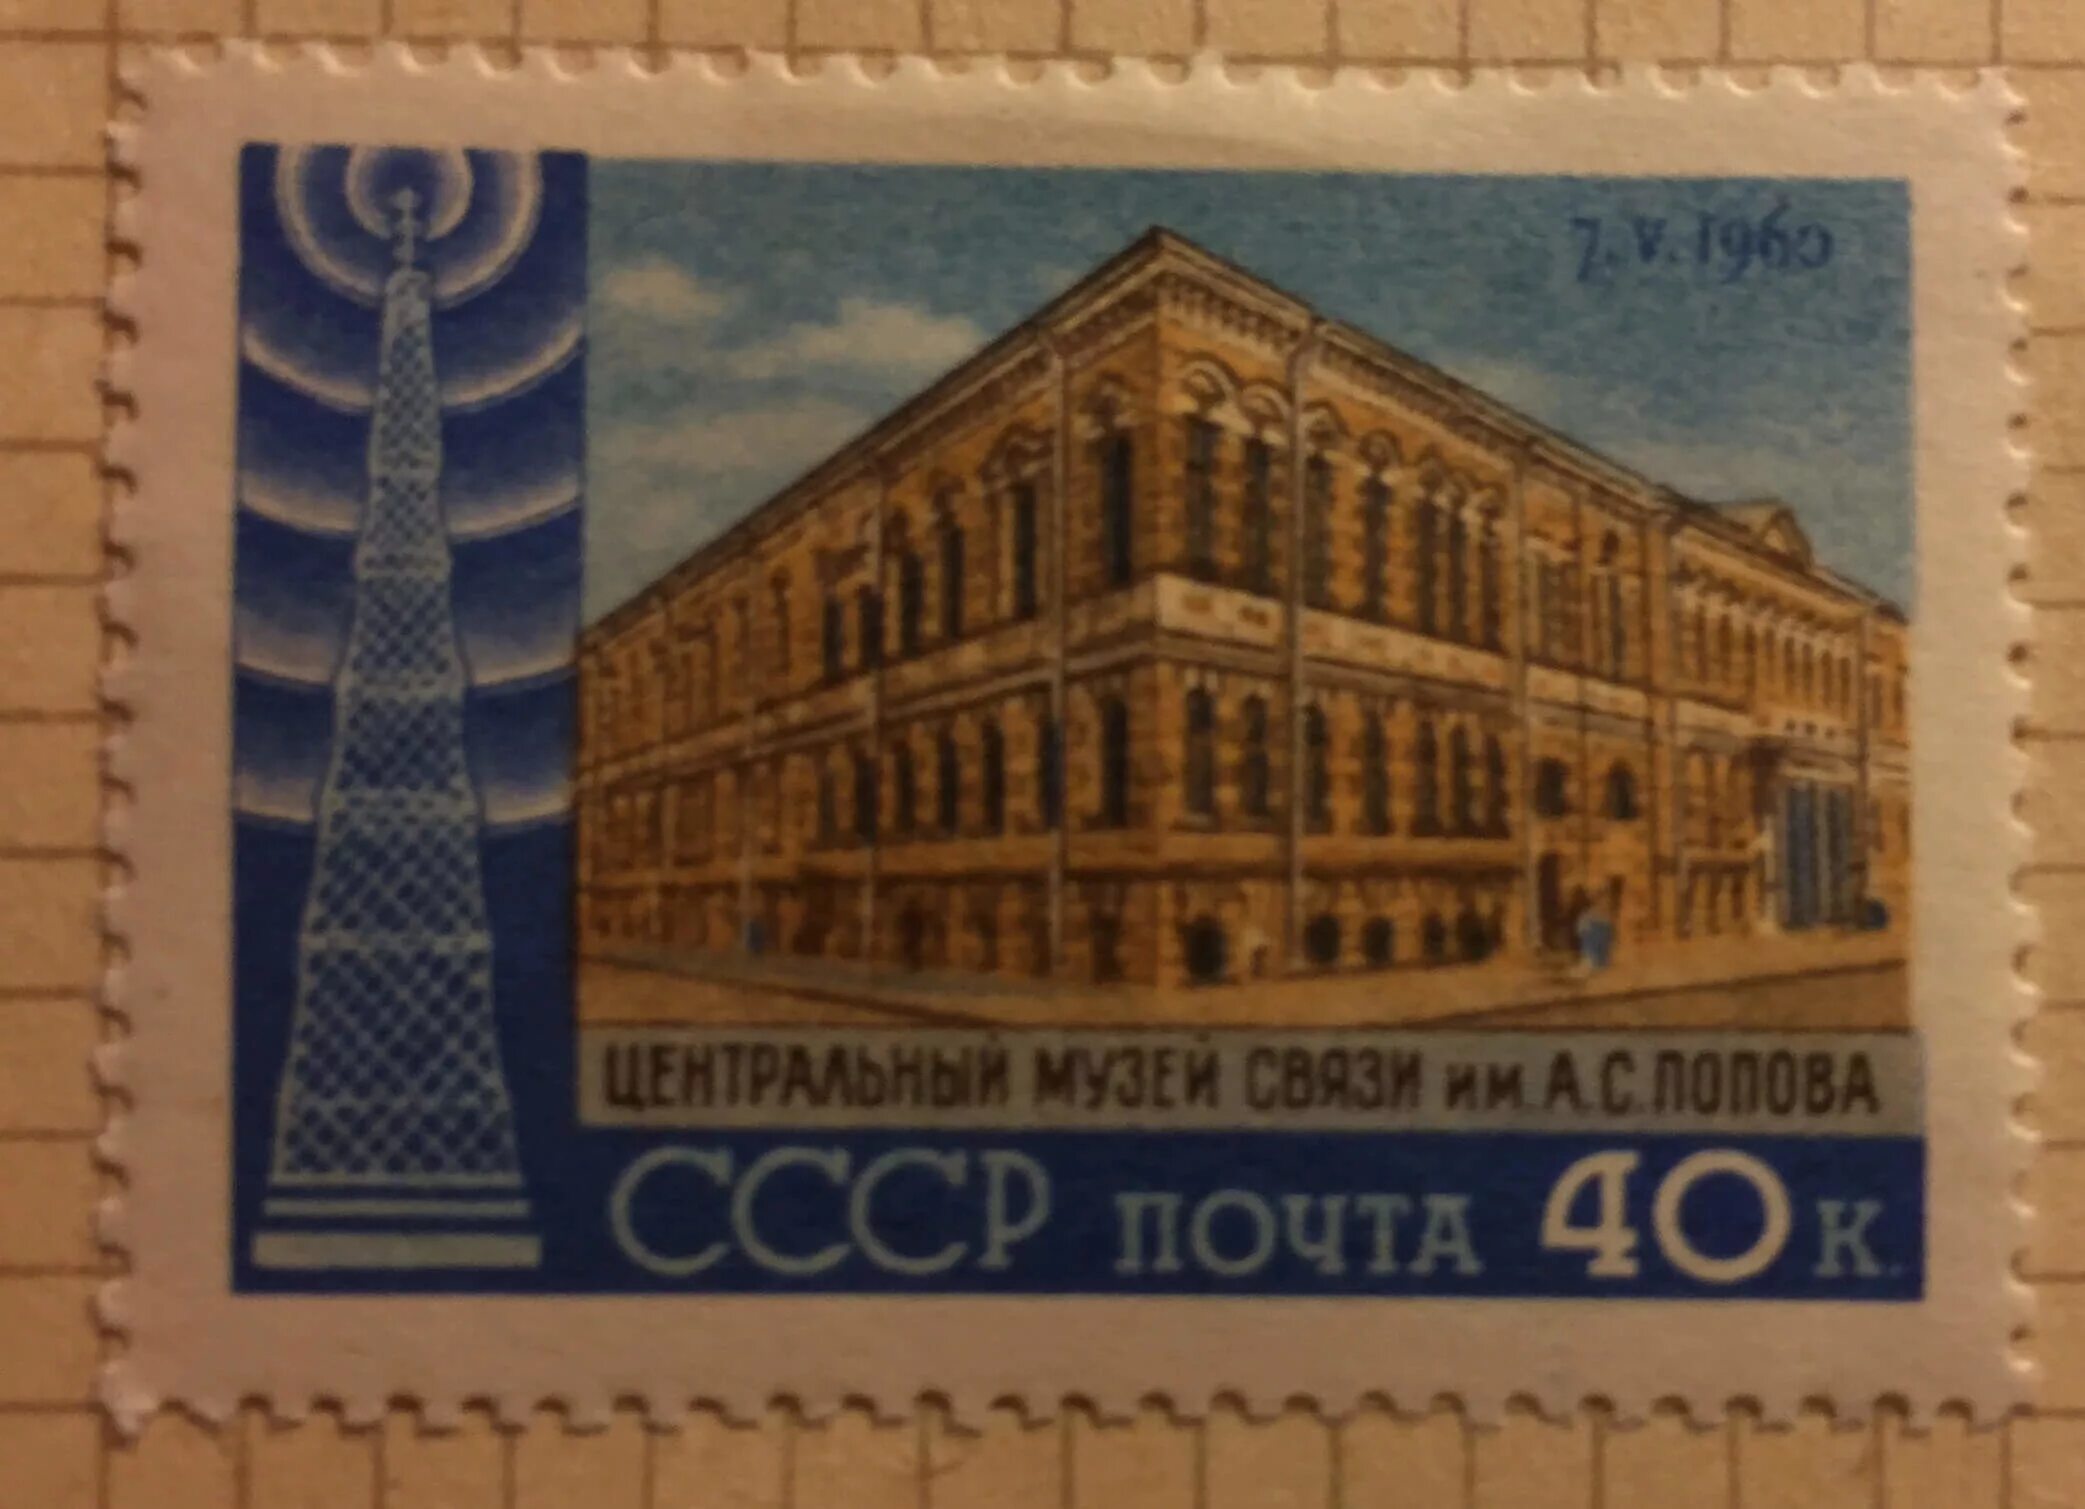 7.V.1960
ЦЕНТРАЛЬНЫЙ МУЗЕЙ СВЯЗИ им. А.С.ПОПОВА
СССР ПОЧТА 40 К.